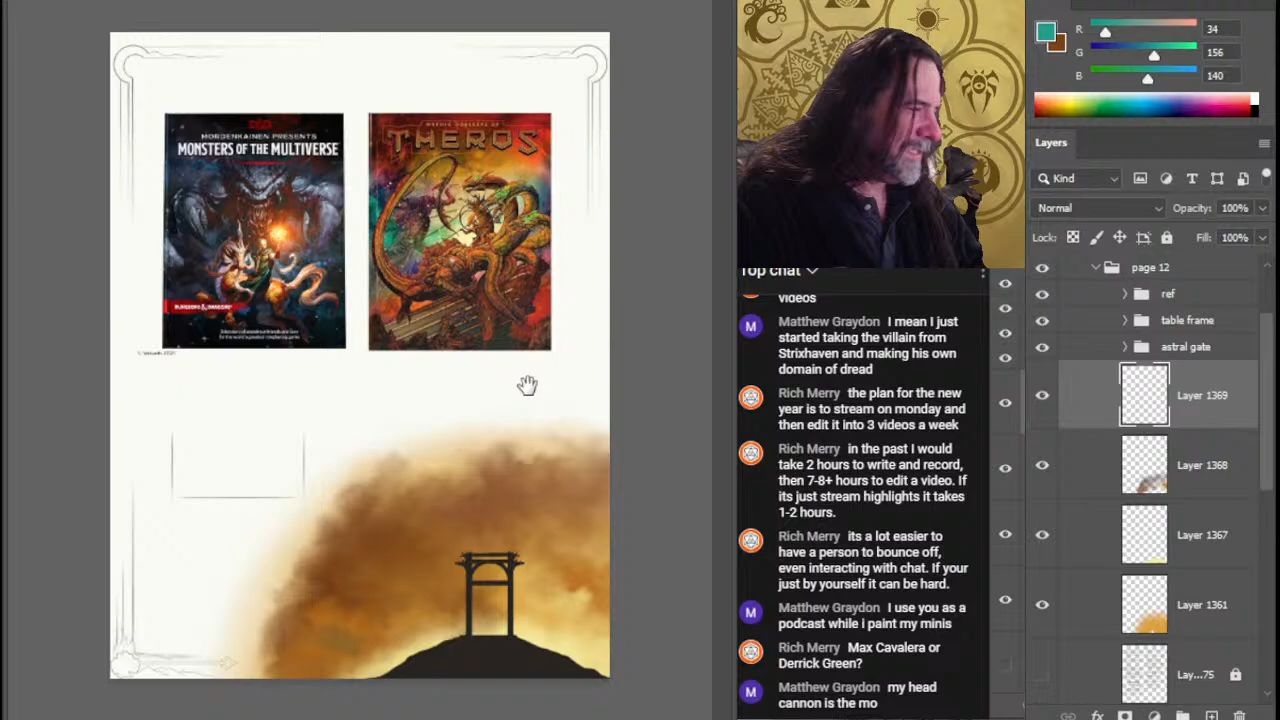 MORDENKAINEN PRESENTS
MONSTERS OF THE MULTIVERSE
DUNGEONS & DRAGONS
MYTHIC ODYSSEYS OF
THEROS
R
34
G
156
B
140
Layers
Kind
Normal
Opacity: 100%
Lock:
Fill: 100%
page 12
ref
table frame
astral gate
Layer 1369
Layer 1368
Layer 1367
Layer 1361
Lay...75
Top chat
videos
Matthew Graydon I mean I just
started taking the villain from
Strixhaven and making his own
domain of dread
Rich Merry the plan for the new
year is to stream on monday and
then edit it into 3 videos a week
Rich Merry in the past I would
take 2 hours to write and record,
then 7-8+ hours to edit a video. If
its just stream highlights it takes
1-2 hours.
Rich Merry its a lot easier to
have a person to bounce off,
even interacting with chat. If your
just by yourself it can be hard.
Matthew Graydon I use you as a
podcast while i paint my minis
Rich Merry Max Cavalera or
Derrick Green?
Matthew Graydon my head
cannon is the mo